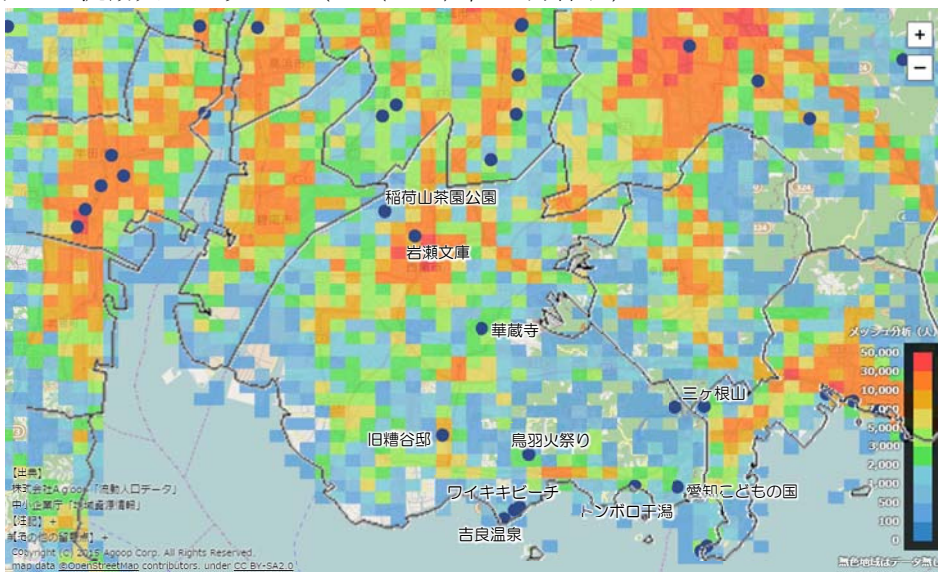 +
−
稲荷山茶園公園
岩瀬文庫
華蔵寺
三ヶ根山
旧糟谷邸
鳥羽火祭り
ワイキキビーチ
愛知こどもの国
トンボロ干潟
吉良温泉
メッシュ分析（人）
50,000
30,000
10,000
7,000
5,000
3,000
2,000
1,000
500
100
0
無色地域はデータ無し
【出典】
株式会社Agoop「流動人口データ」
中小企業庁「地域資源情報」
【注記】 +
Copyright (C) 2015 Agoop Corp. All Rights Reserved.
map data ©OpenStreetMap contributors. under CC BY-SA2.0